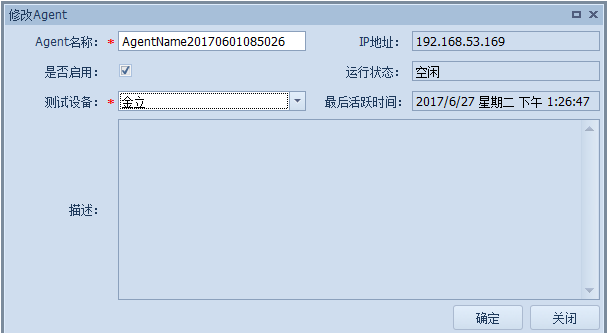 修改Agent
Agent名称： * AgentName20170601085026 IP地址： 192.168.53.169
是否启用： 运行状态： 空闲
测试设备： * 金立 最后活跃时间： 2017/6/27 星期二 下午 1:26:47
描述：
确定 关闭